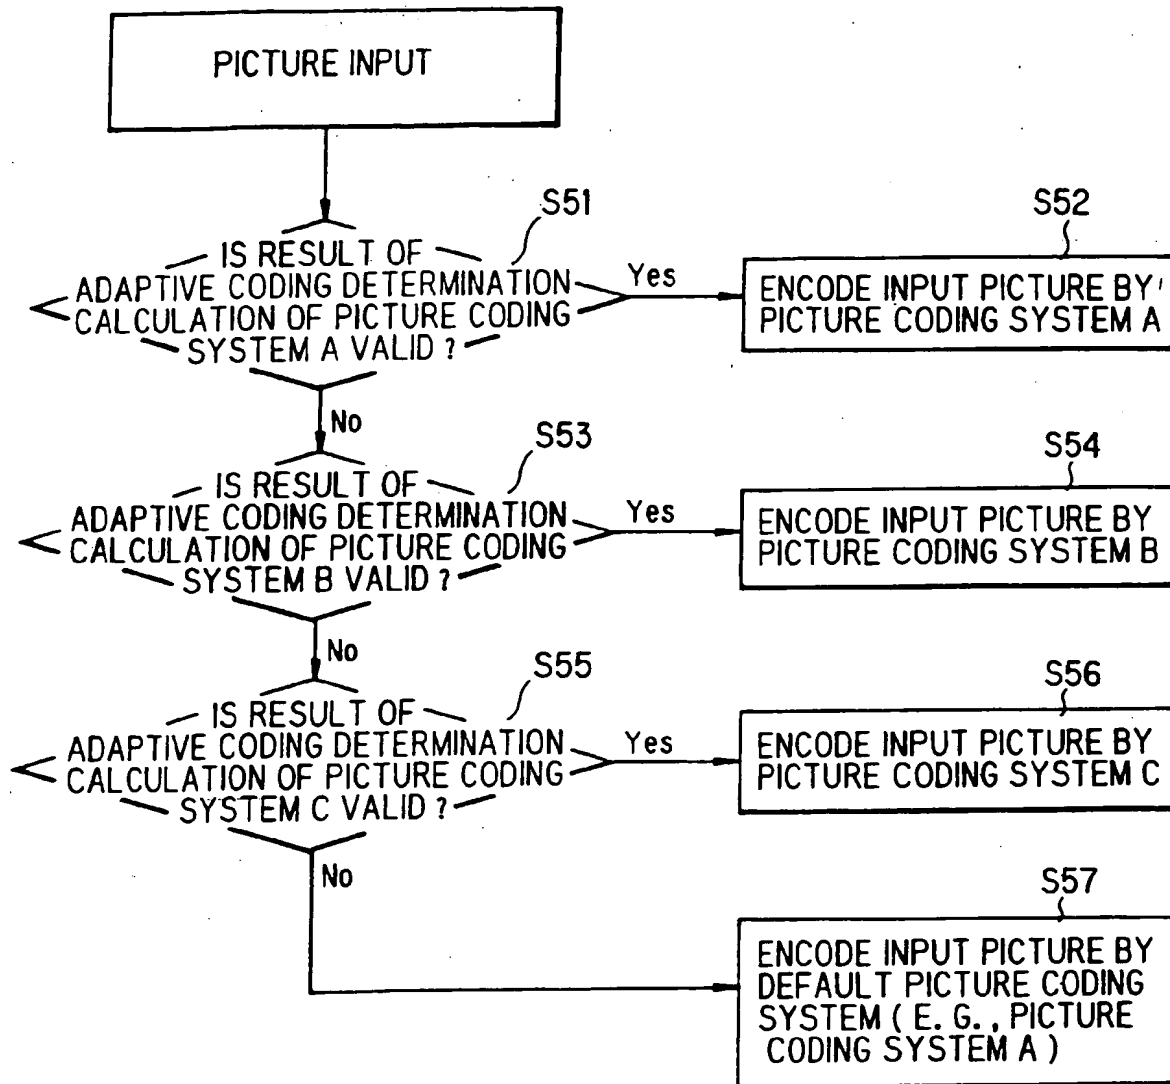 PICTURE INPUT
S51
IS RESULT OF
ADAPTIVE CODING DETERMINATION
CALCULATION OF PICTURE CODING
SYSTEM A VALID ?
Yes
S52
ENCODE INPUT PICTURE BY
PICTURE CODING SYSTEM A
No
S53
IS RESULT OF
ADAPTIVE CODING DETERMINATION
CALCULATION OF PICTURE CODING
SYSTEM B VALID ?
Yes
S54
ENCODE INPUT PICTURE BY
PICTURE CODING SYSTEM B
No
S55
IS RESULT OF
ADAPTIVE CODING DETERMINATION
CALCULATION OF PICTURE CODING
SYSTEM C VALID ?
Yes
S56
ENCODE INPUT PICTURE BY
PICTURE CODING SYSTEM C
No
S57
ENCODE INPUT PICTURE BY
DEFAULT PICTURE CODING
SYSTEM ( E. G., PICTURE
CODING SYSTEM A )